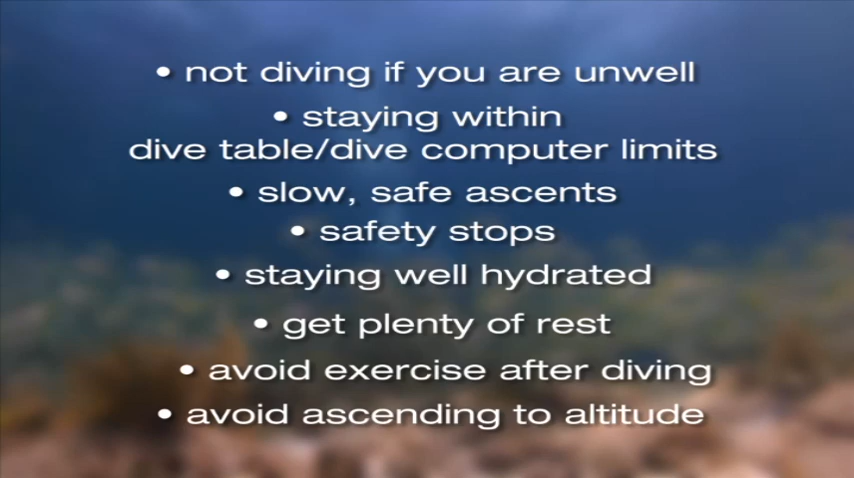 • not diving if you are unwell
• staying within
dive table/dive computer limits
• slow, safe ascents
• safety stops
• staying well hydrated
• get plenty of rest
• avoid exercise after diving
• avoid ascending to altitude